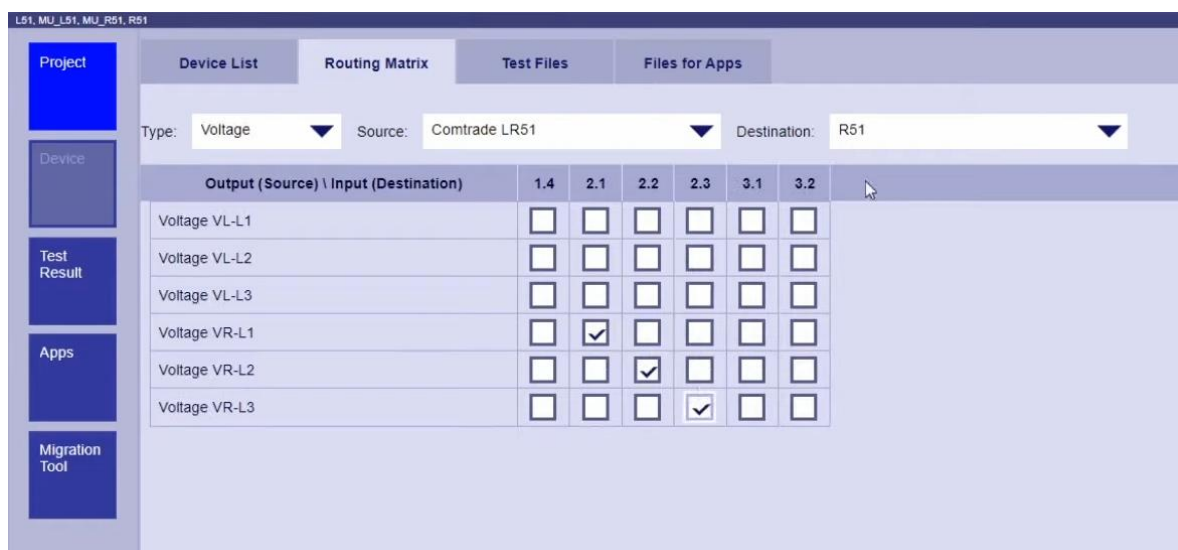 L51, MU_L51, MU_R51, R51
Project
Device
Test
Result
Apps
Migration
Tool
Device List Routing Matrix Test Files Files for Apps
Type: Voltage Source: Comtrade LR51 Destination: R51
Output (Source) \ Input (Destination) 1.4 2.1 2.2 2.3 3.1 3.2
Voltage VL-L1
Voltage VL-L2
Voltage VL-L3
Voltage VR-L1
Voltage VR-L2
Voltage VR-L3